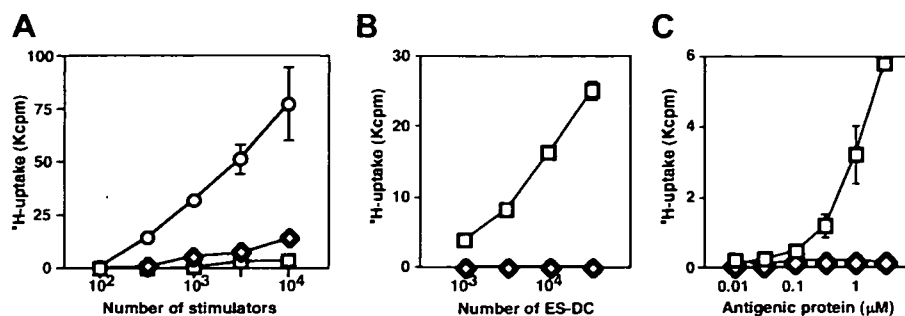 A
B
C
100
75
50
25
0
³H-uptake (Kcpm)
10² 10³ 10⁴
Number of stimulators
30
20
10
0
³H-uptake (Kcpm)
10³ 10⁴
Number of ES-DC
6
4
2
0
³H-uptake (Kcpm)
0.01 0.1 1
Antigenic protein (μM)